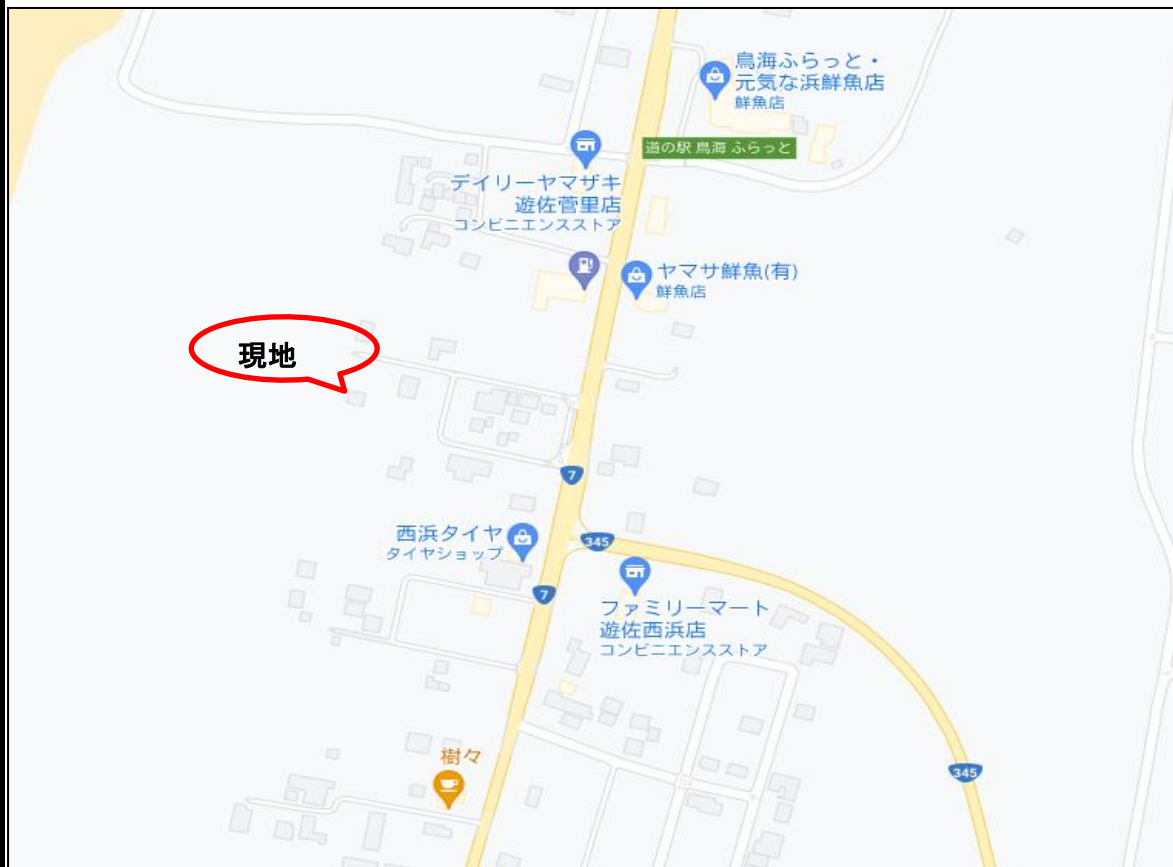 鳥海ふらっと・
元気な浜鮮魚店
鮮魚店
道の駅 鳥海 ふらっと
デイリーヤマザキ
遊佐菅里店
コンビニエンスストア
ヤマサ鮮魚(有)
鮮魚店
現地
7
西浜タイヤ
タイヤショップ
345
7
ファミリーマート
遊佐西浜店
コンビニエンスストア
樹々
345